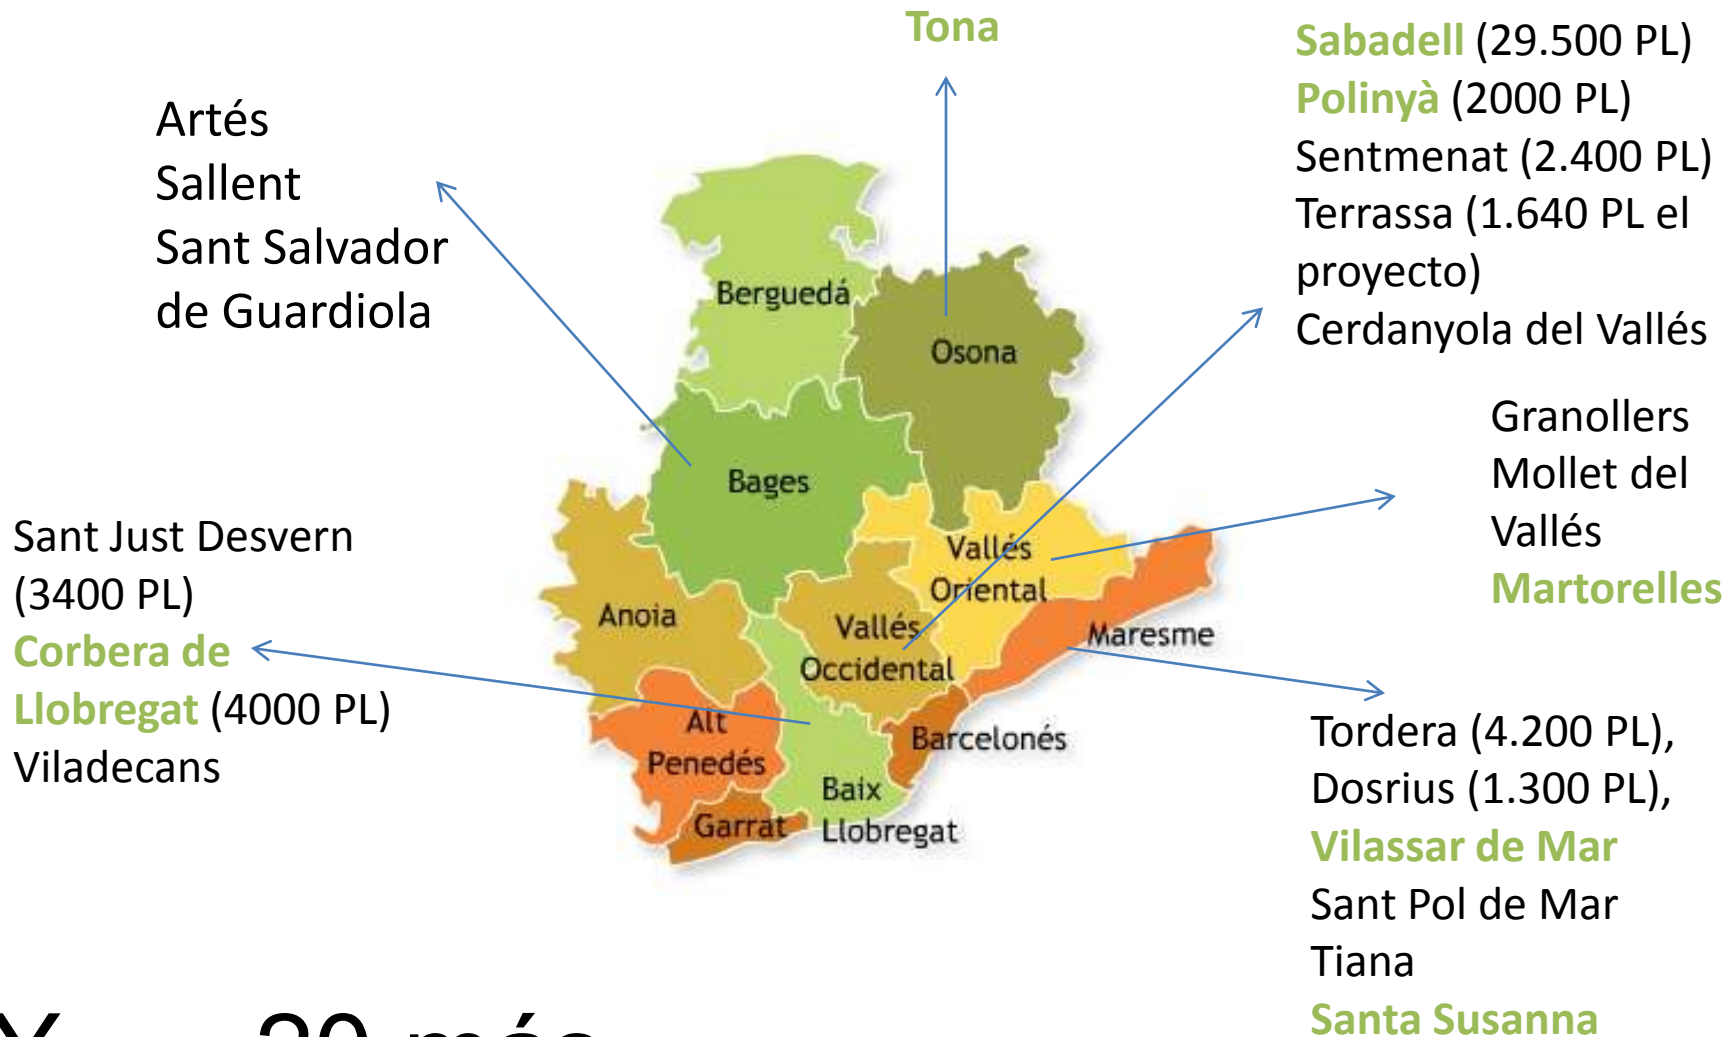 Tona
Artés
Sallent
Sant Salvador
de Guardiola
Sabadell (29.500 PL)
Polinyà (2000 PL)
Sentmenat (2.400 PL)
Terrassa (1.640 PL el
proyecto)
Cerdanyola del Vallés
Granollers
Mollet del
Vallés
Martorelles
Sant Just Desvern
(3400 PL)
Corbera de
Llobregat (4000 PL)
Viladecans
Berguedá
Osona
Bages
Vallés
Oriental
Anoia
Vallés
Occidental
Maresme
Alt
Penedés
Barcelonés
Baix
Llobregat
Garrat
Tordera (4.200 PL),
Dosrius (1.300 PL),
Vilassar de Mar
Sant Pol de Mar
Tiana
Santa Susanna
20 més